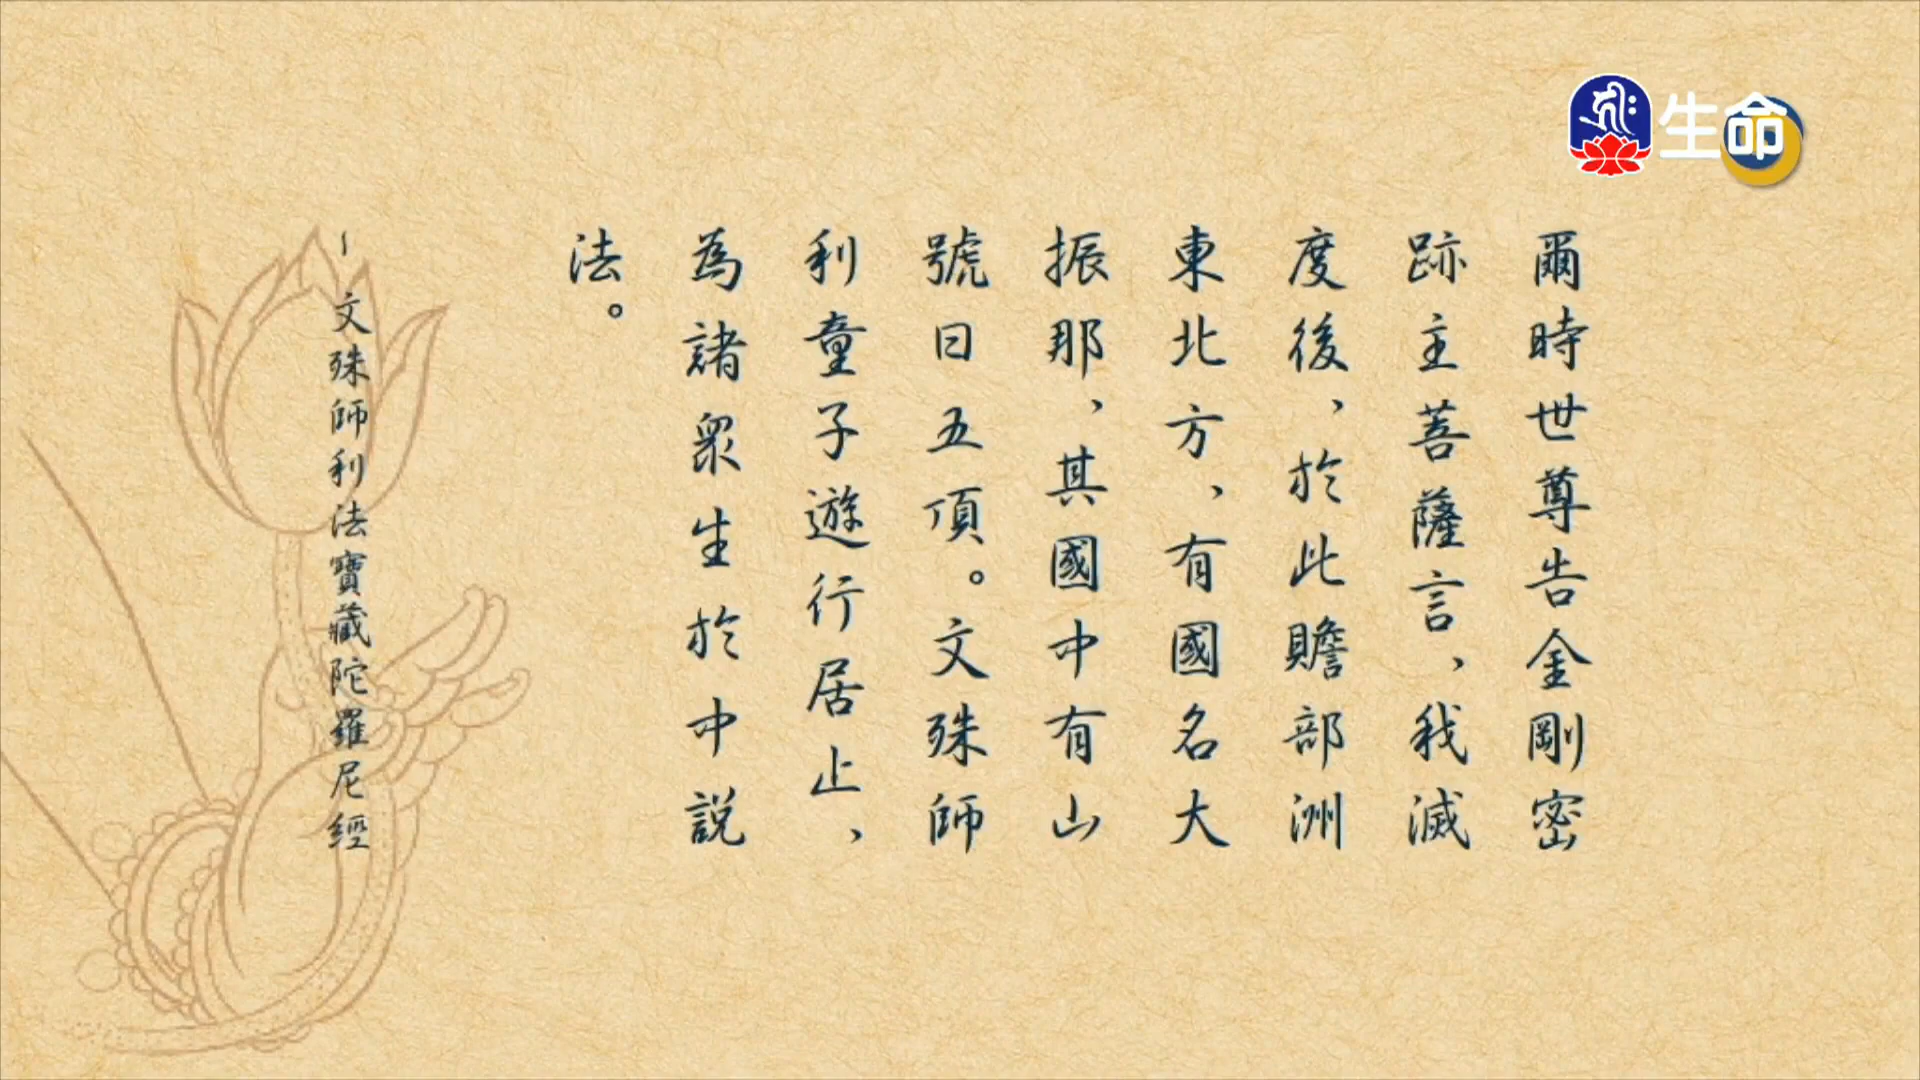 生命
爾時世尊告金剛密
跡主菩薩言、我滅
度後、於此贍部洲
東北方、有國名大
振那、其國中有山
號曰五頂。文殊師
利童子遊行居止、
為諸眾生於中説
法。
~文殊師利法寶藏陀羅尼經